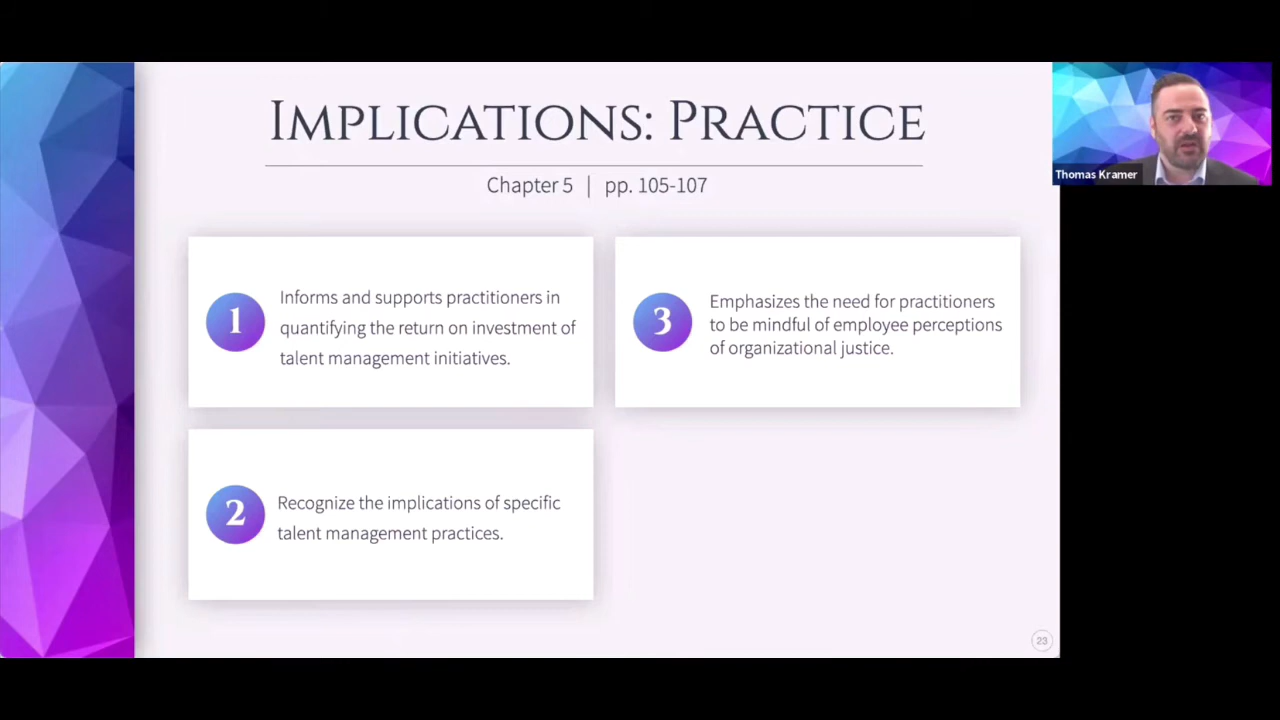 Implications: Practice
Chapter 5 | pp. 105-107
1
Informs and supports practitioners in
quantifying the return on investment of
talent management initiatives.
2
Recognize the implications of specific
talent management practices.
3
Emphasizes the need for practitioners
to be mindful of employee perceptions
of organizational justice.
23
Thomas Kramer